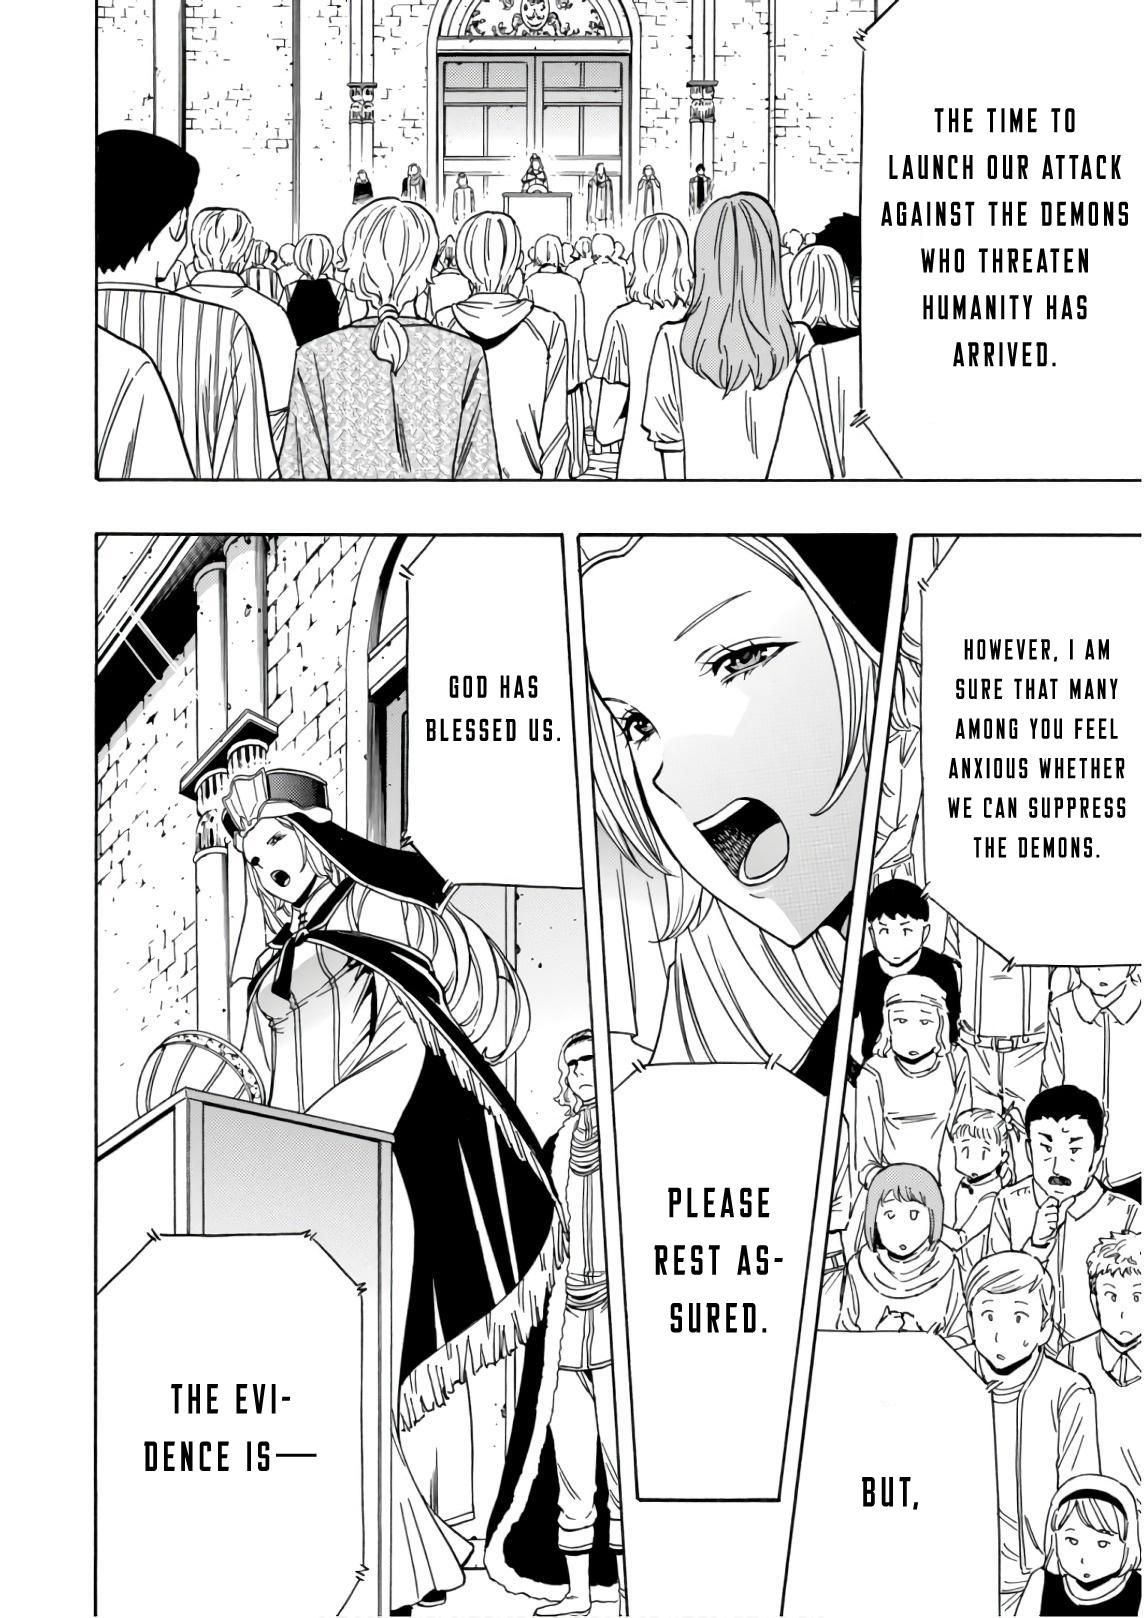 THE TIME TO
LAUNCH OUR ATTACK
AGAINST THE DEMONS
WHO THREATEN
HUMANITY HAS
ARRIVED.
HOWEVER, I AM
SURE THAT MANY
AMONG YOU FEEL
ANXIOUS WHETHER
WE CAN SUPPRESS
THE DEMONS.
BUT,
PLEASE
REST AS-
SURED.
GOD HAS
BLESSED US.
THE EVI-
DENCE IS——